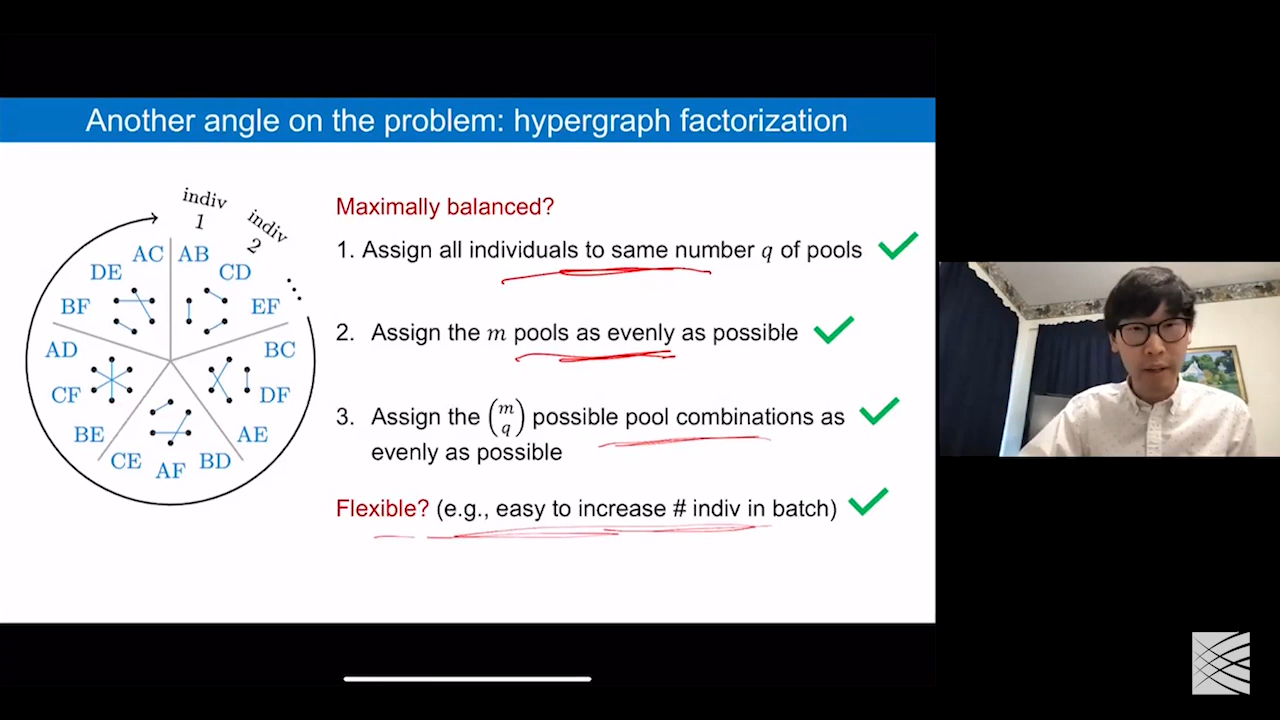 Another angle on the problem: hypergraph factorization
indiv
1
indiv
2
...
AB
CD
EF
BC
DF
AE
BD
AF
CE
BE
CF
AD
BF
DE
AC
Maximally balanced?
1. Assign all individuals to same number q of pools
2. Assign the m pools as evenly as possible
3. Assign the (m q) possible pool combinations as
evenly as possible
Flexible? (e.g., easy to increase # indiv in batch)